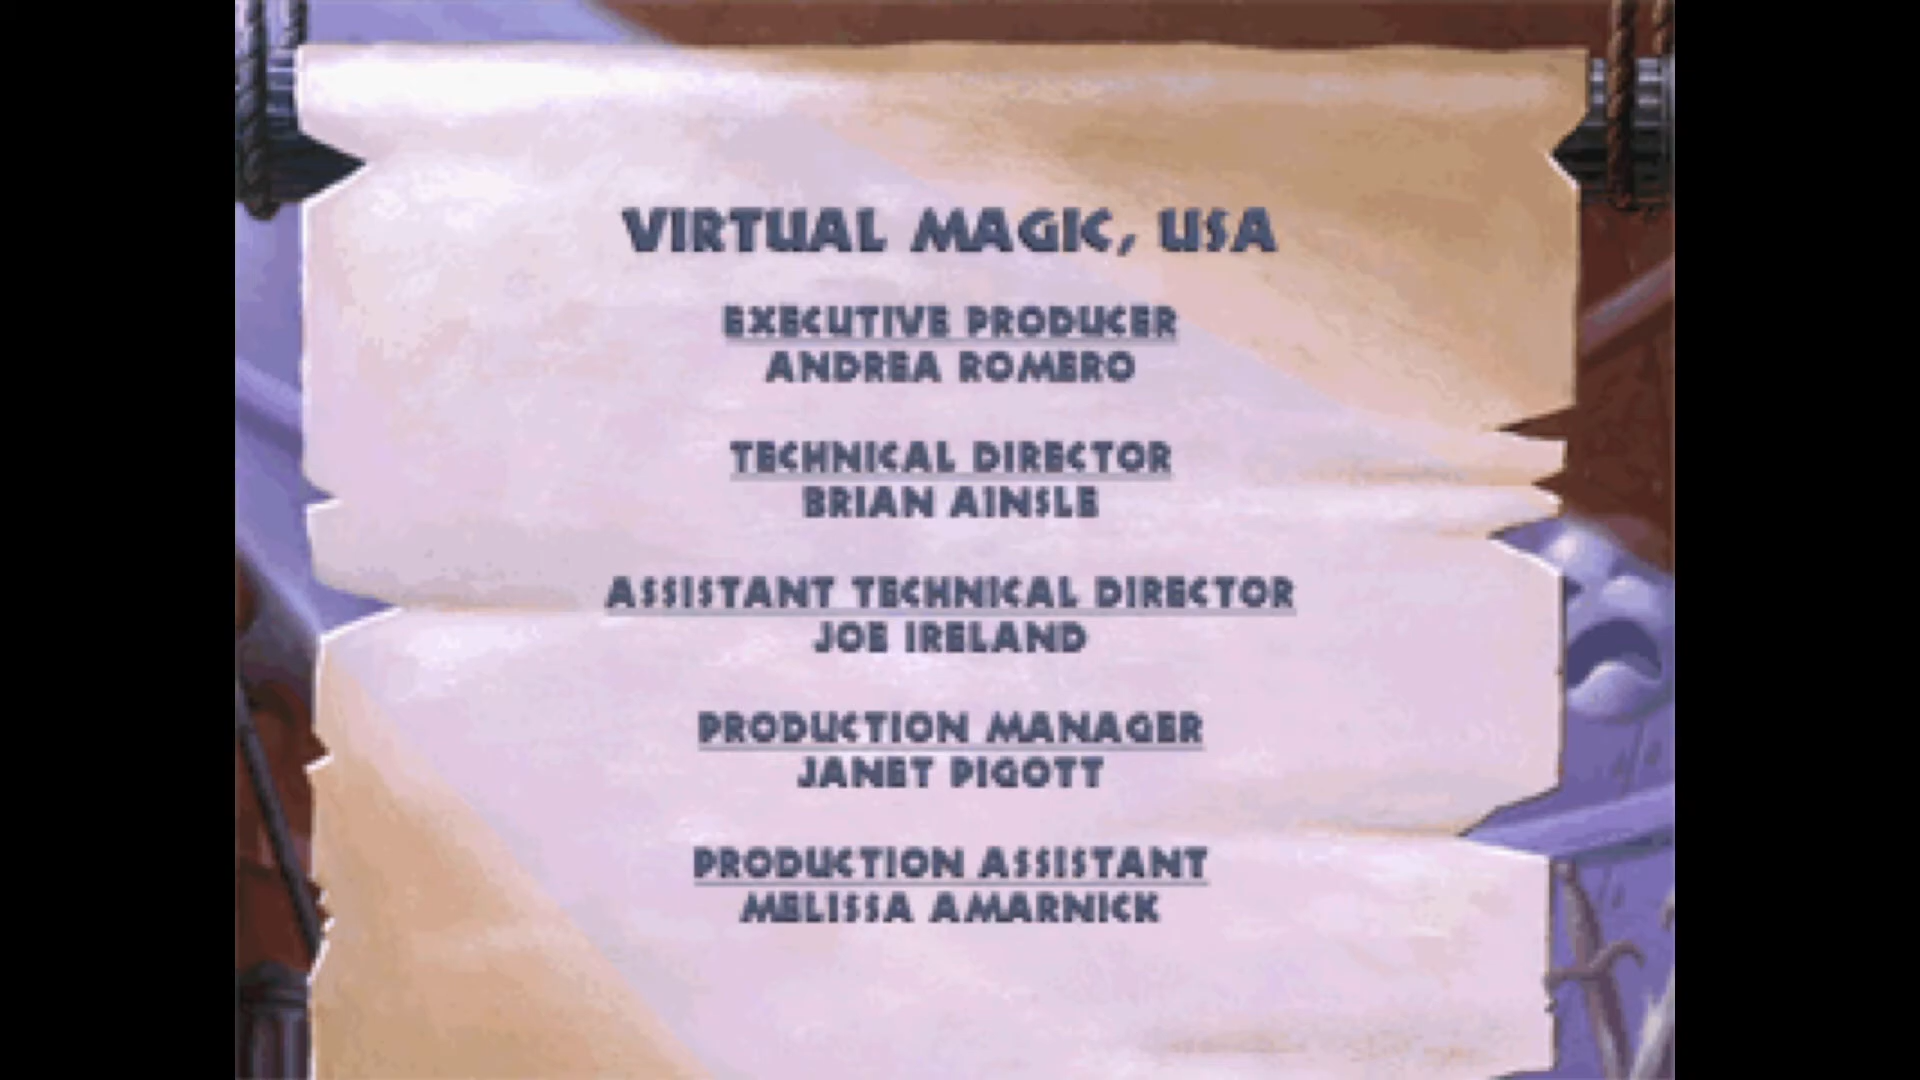 VIRTUAL MAGIC, USA
EXECUTIVE PRODUCER
ANDREA ROMERO
TECHNICAL DIRECTOR
BRIAN AINSLE
ASSISTANT TECHNICAL DIRECTOR
JOE IRELAND
PRODUCTION MANAGER
JANET PIGOTT
PRODUCTION ASSISTANT
MELISSA AMARNICK